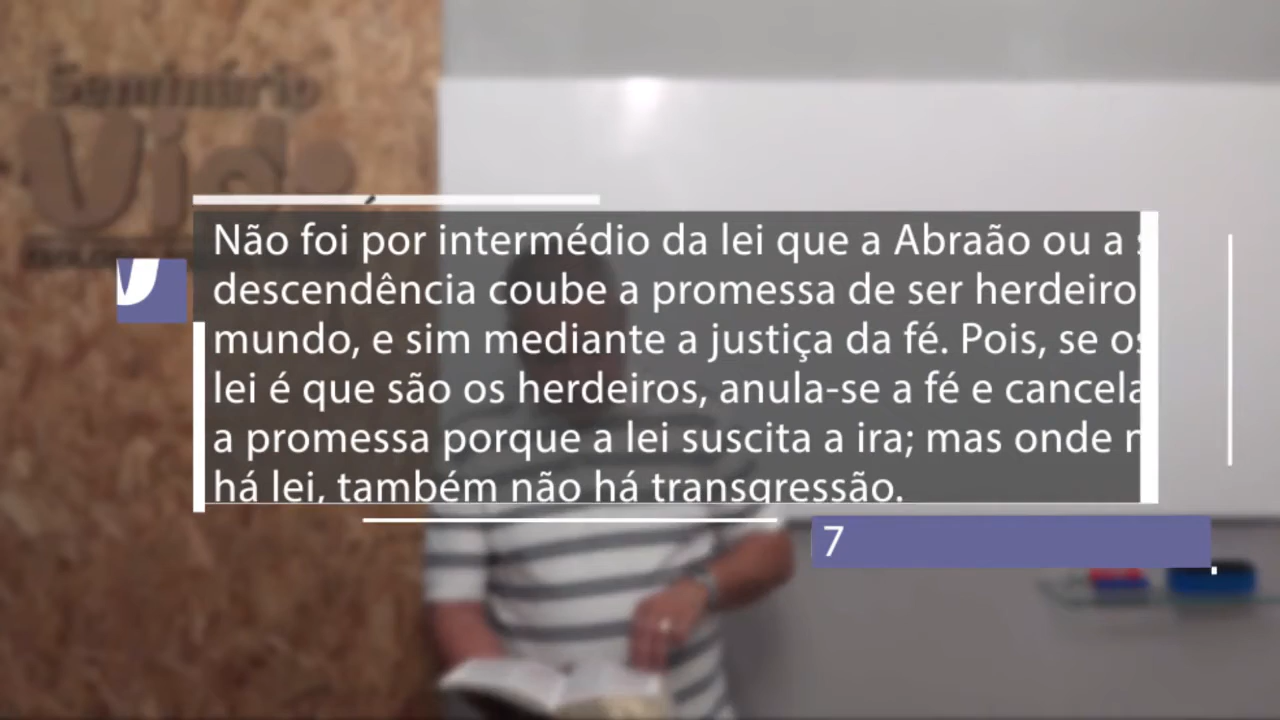 Seminário
Vida
Não foi por intermédio da lei que a Abraão ou a
descendência coube a promessa de ser herdeiro
mundo, e sim mediante a justiça da fé. Pois, se os
lei é que são os herdeiros, anula-se a fé e cancela
a promessa porque a lei suscita a ira; mas onde
há lei, também não há transgressão.
7